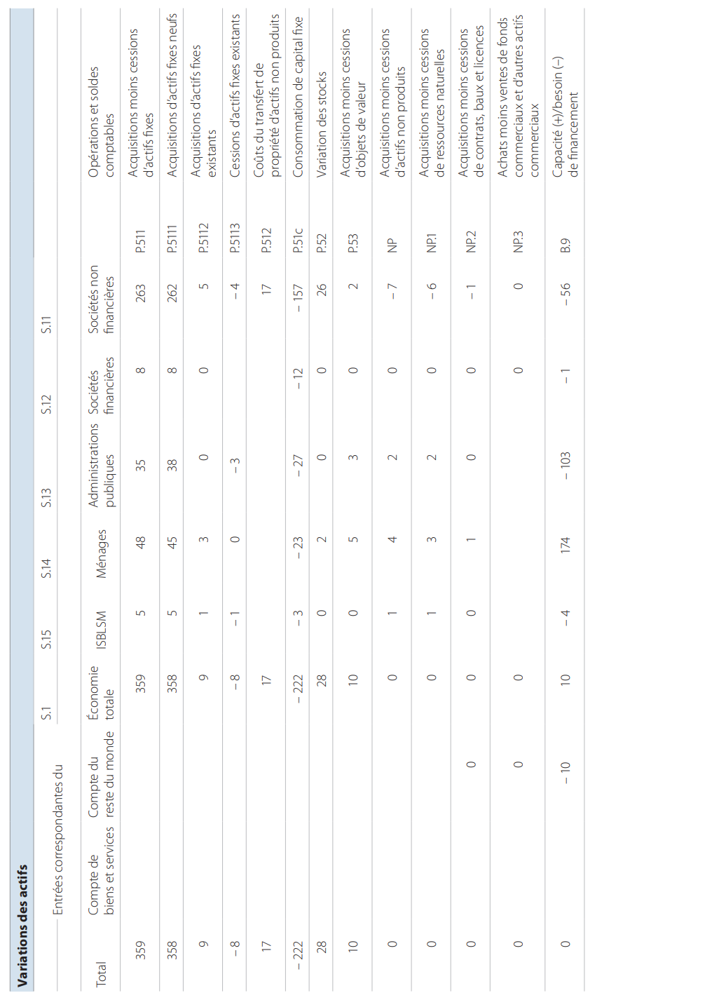 Variations des actifs
S.1 S.15 S.14 S.13 S.12 S.11
Entrées correspondantes du
Compte de Compte du Économie Administrations Sociétés Sociétés non Opérations et soldes
Total ISBLSM Ménages
biens et services reste du monde totale publiques financières financières comptables
359 359 5 48 35 8 263 P.511 Acquisitions moins cessions
d'actifs fixes
358 358 5 45 38 8 262 P.5111 Acquisitions d'actifs fixes neufs
9 9 1 3 0 0 5 P.5112 Acquisitions d'actifs fixes
existants
– 8 – 8 – 1 0 – 3 – 4 P.5113 Cessions d'actifs fixes existants
17 17 17 P.512 Coûts du transfert de
propriété d'actifs non produits
– 222 – 222 – 3 – 23 – 27 – 12 – 157 P.51c Consommation de capital fixe
28 28 0 2 0 0 26 P.52 Variation des stocks
10 10 0 5 3 0 2 P.53 Acquisitions moins cessions
d'objets de valeur
0 0 1 4 2 0 – 7 NP Acquisitions moins cessions
d'actifs non produits
0 0 1 3 2 0 – 6 NP.1 Acquisitions moins cessions
de ressources naturelles
0 0 0 0 1 0 0 – 1 NP.2 Acquisitions moins cessions
de contrats, baux et licences
0 0 0 0 0 NP.3 Achats moins ventes de fonds
commerciaux et d'autres actifs
commerciaux
0 – 10 10 – 4 174 – 103 – 1 – 56 B.9 Capacité (+)/besoin (–)
de financement